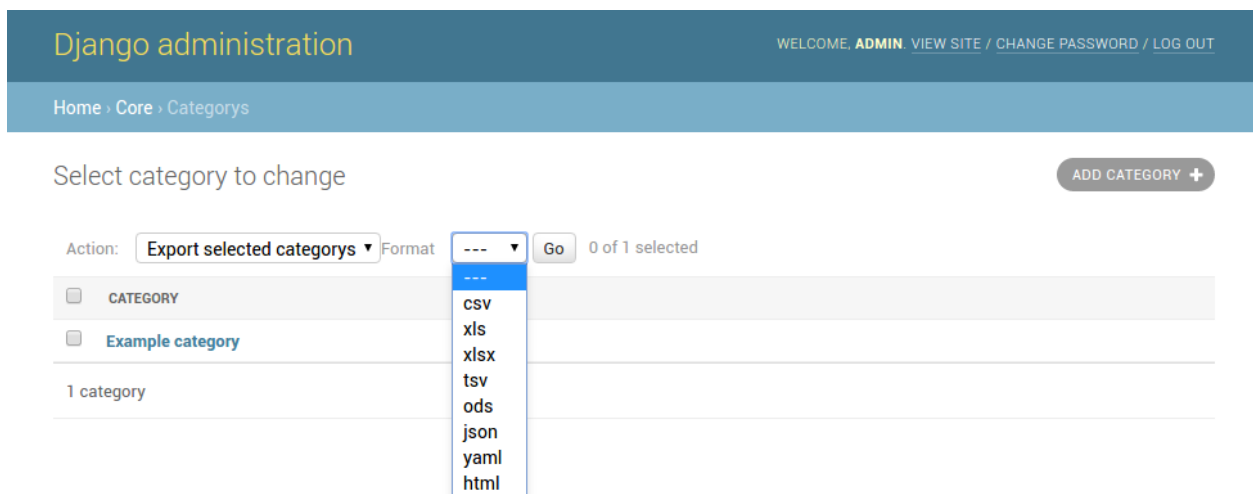 Django administration
WELCOME, ADMIN. VIEW SITE / CHANGE PASSWORD / LOG OUT
Home › Core › Categorys
Select category to change
ADD CATEGORY +
Action: Export selected categorys Format --- Go 0 of 1 selected
---
csv
xls
xlsx
tsv
ods
json
yaml
html
CATEGORY
Example category
1 category